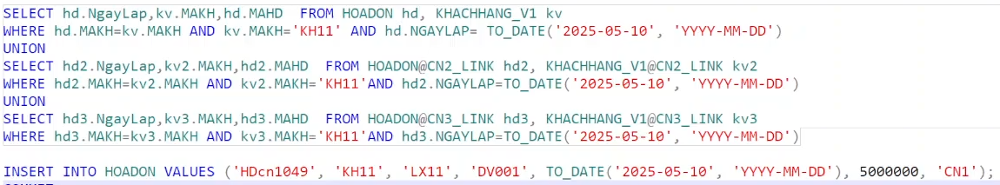 SELECT hd.NgayLap,kv.MAKH,hd.MAHD  FROM HOADON hd, KHACHHANG_V1 kv
WHERE hd.MAKH=kv.MAKH AND kv.MAKH='KH11' AND hd.NGAYLAP= TO_DATE('2025-05-10', 'YYYY-MM-DD')
UNION
SELECT hd2.NgayLap,kv2.MAKH,hd2.MAHD  FROM HOADON@CN2_LINK hd2, KHACHHANG_V1@CN2_LINK kv2
WHERE hd2.MAKH=kv2.MAKH AND kv2.MAKH='KH11'AND hd2.NGAYLAP=TO_DATE('2025-05-10', 'YYYY-MM-DD')
UNION
SELECT hd3.NgayLap,kv3.MAKH,hd3.MAHD  FROM HOADON@CN3_LINK hd3, KHACHHANG_V1@CN3_LINK kv3
WHERE hd3.MAKH=kv3.MAKH AND kv3.MAKH='KH11'AND hd3.NGAYLAP=TO_DATE('2025-05-10', 'YYYY-MM-DD')
INSERT INTO HOADON VALUES ('HDcn1049', 'KH11', 'LX11', 'DV001', TO_DATE('2025-05-10', 'YYYY-MM-DD'), 5000000, 'CN1');